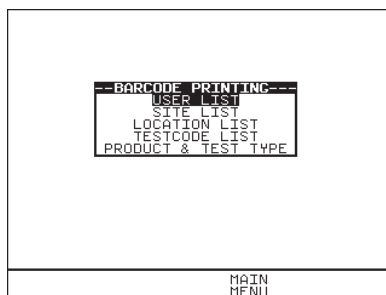 --BARCODE PRINTING---
USER LIST
SITE LIST
LOCATION LIST
TESTCODE LIST
PRODUCT & TEST TYPE
MAIN
MENU